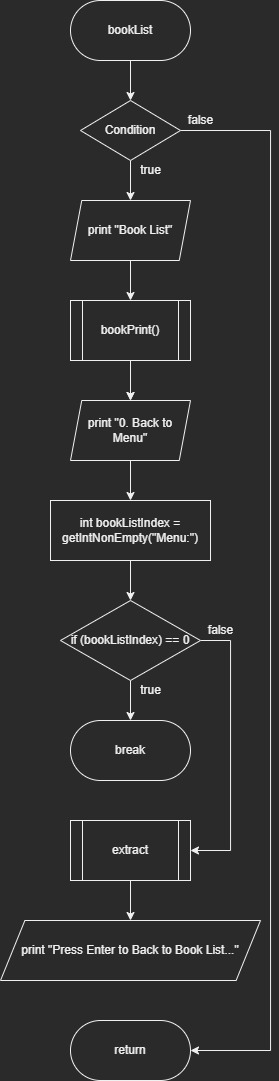 bookList
Condition
false
true
print "Book List"
bookPrint()
print "0. Back to
Menu"
int bookListIndex =
getIntNonEmpty("Menu:")
if (bookListIndex) == 0
false
true
break
extract
print "Press Enter to Back to Book List..."
return